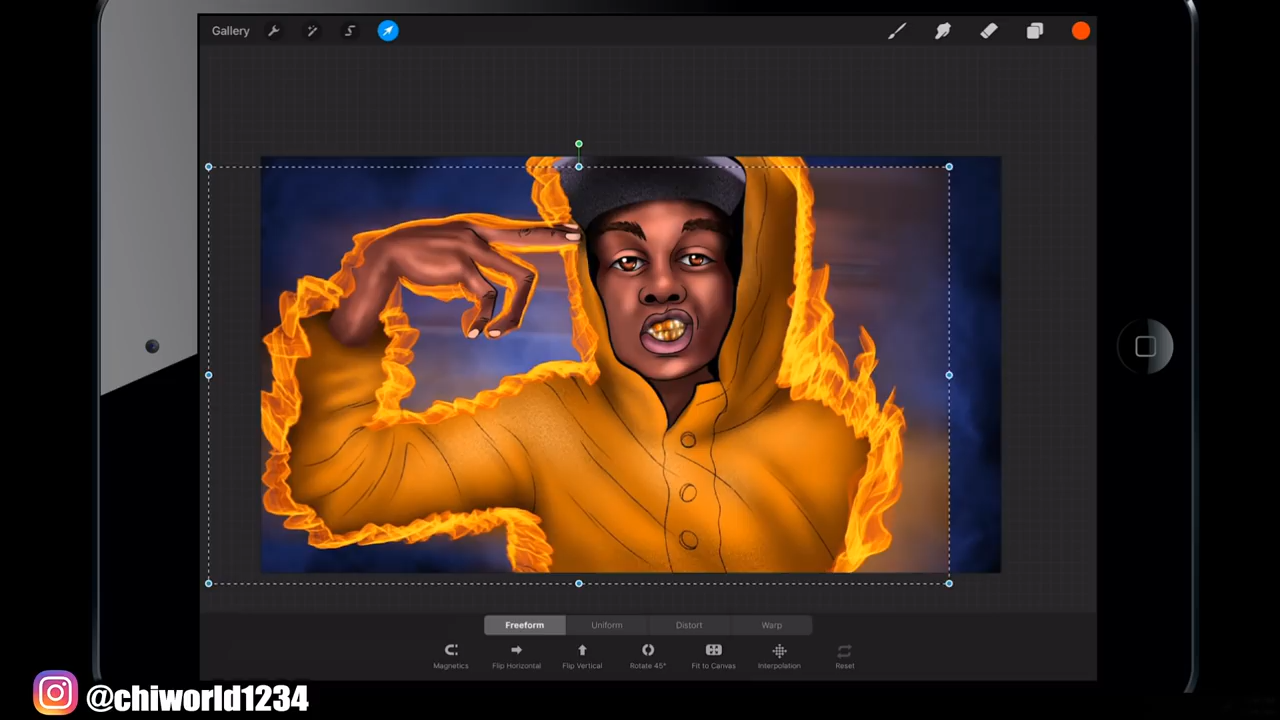 Gallery
Freeform Uniform Distort Warp
Magnetics Flip Horizontal Flip Vertical Rotate 45° Fit to Canvas Interpolation Reset
@chiworld1234